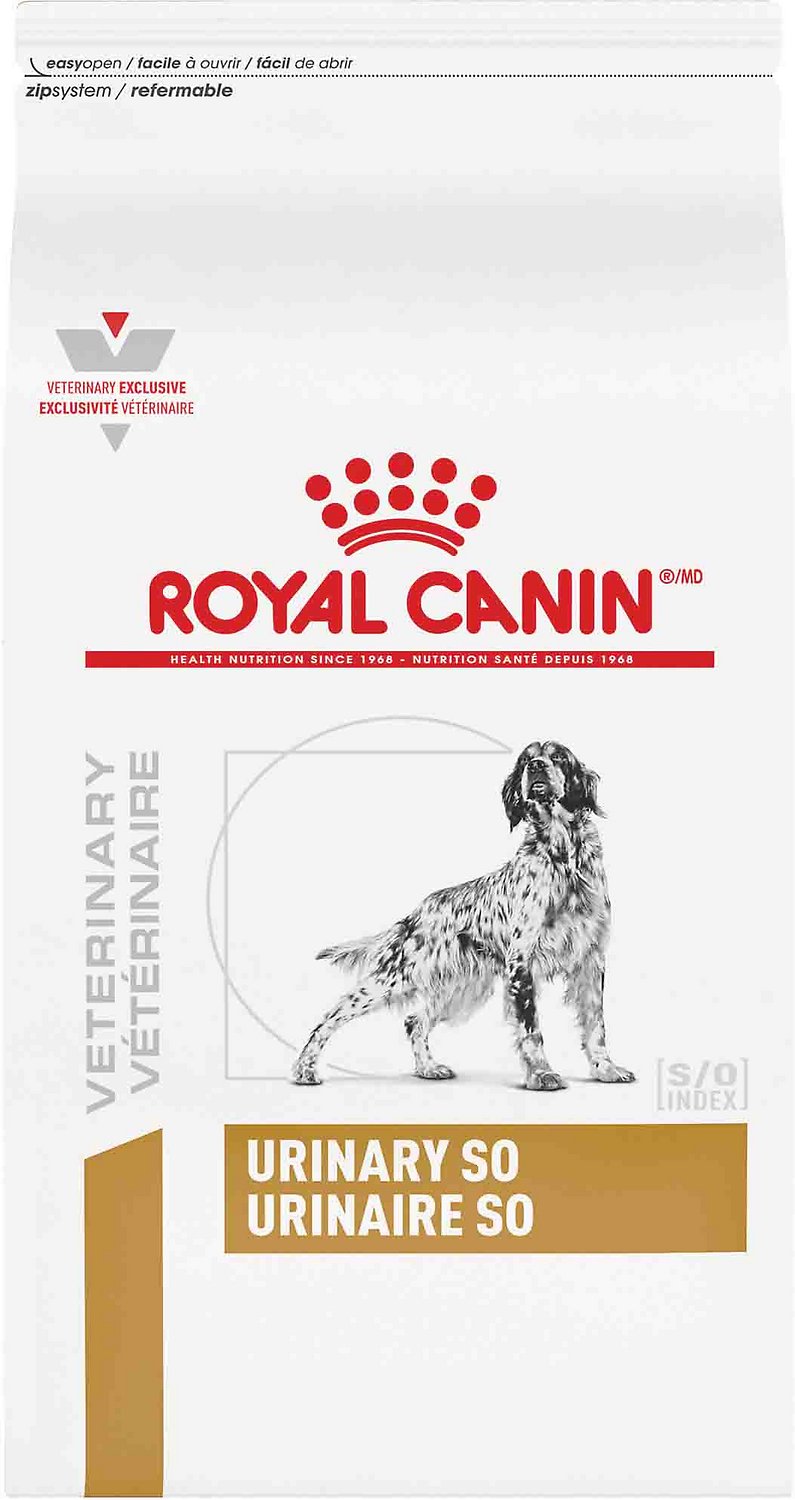 easyopen / facile à ouvrir / fácil de abrir
zipsystem / refermable
VETERINARY EXCLUSIVE
EXCLUSIVITÉ VÉTÉRINAIRE
ROYAL CANIN®/MD
HEALTH NUTRITION SINCE 1968 - NUTRITION SANTÉ DEPUIS 1968
VETERINARY
VÉTÉRINAIRE
S/O
INDEX
URINARY SO
URINAIRE SO